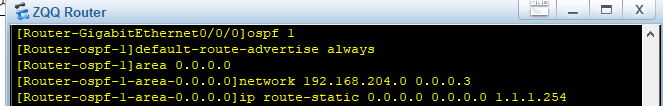 ZQQ Router
[Router-GigabitEthernet0/0/0]ospf 1
[Router-ospf-1]default-route-advertise always
[Router-ospf-1]area 0.0.0.0
[Router-ospf-1-area-0.0.0.0]network 192.168.204.0 0.0.0.3
[Router-ospf-1-area-0.0.0.0]ip route-static 0.0.0.0 0.0.0.0 1.1.1.254